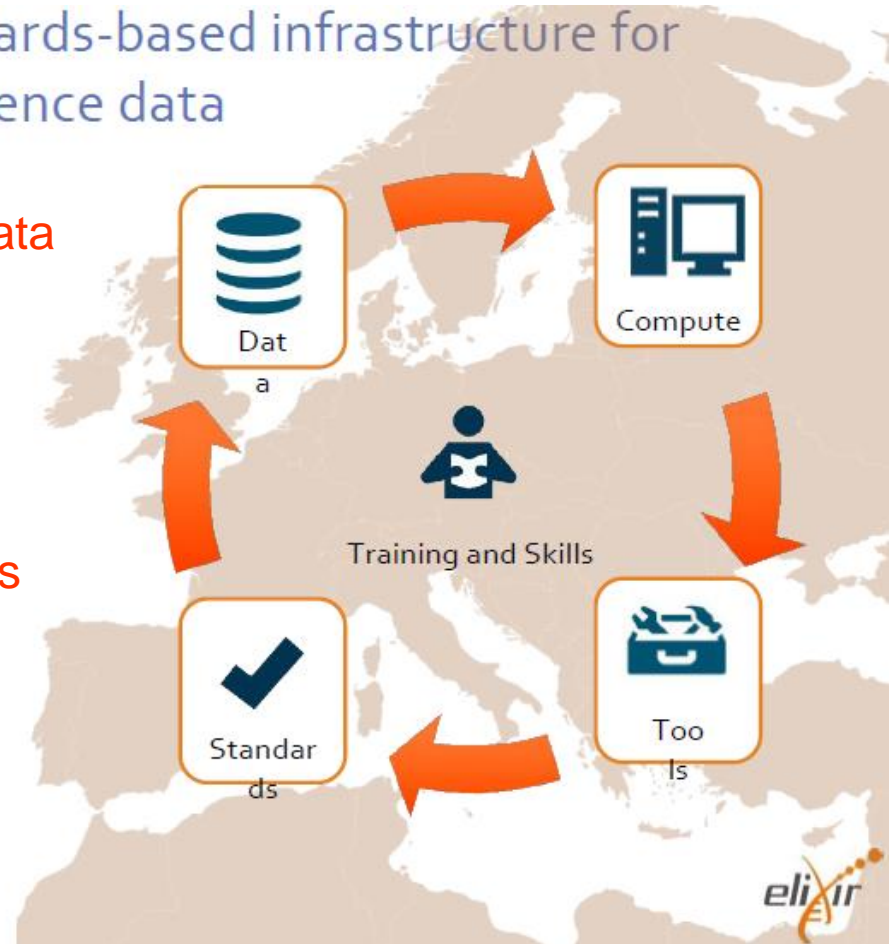 ards-based infrastructure for
ence data
ata
Dat
a
Compute
Training and Skills
s
Standar
ds
Too
ls
elixir